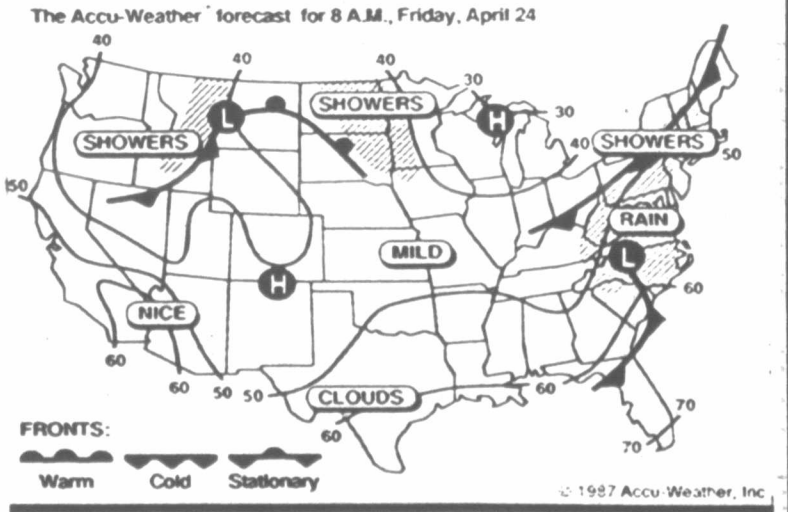 The Accu-Weather forecast for 8 A.M., Friday, April 24
40
40
40
30
SHOWERS
H
30
L
SHOWERS
SHOWERS
40
50
50
RAIN
MILD
L
H
60
NICE
60
60
50
50
60
CLOUDS
70
60
70
FRONTS:
Warm
Cold
Stationary
© 1987 Accu-Weather, Inc